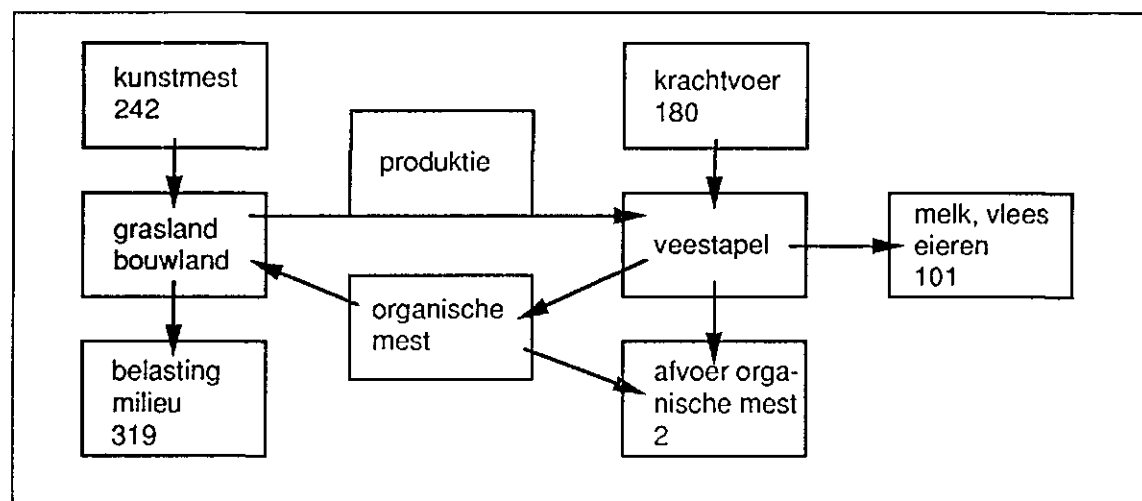 kunstmest
242
krachtvoer
180
produktie
grasland
bouwland
veestapel
melk, vlees
eieren
101
organische
mest
belasting
milieu
319
afvoer orga-
nische mest
2